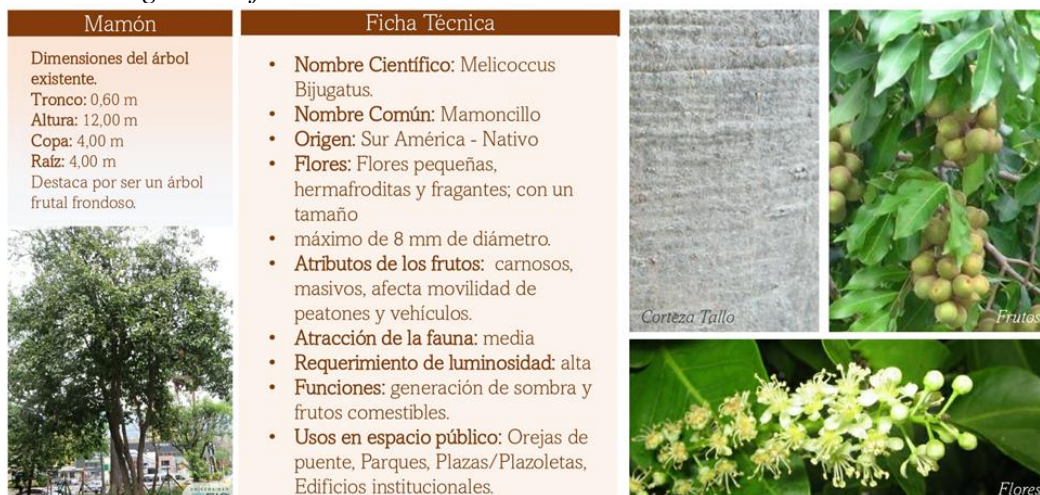 Mamón
Dimensiones del árbol
existente.
Tronco: 0,60 m
Altura: 12,00 m
Copa: 4,00 m
Raíz: 4,00 m
Destaca por ser un árbol
frutal frondoso.
Ficha Técnica
• Nombre Científico: Melicoccus
Bijugatus.
• Nombre Común: Mamoncillo
• Origen: Sur América - Nativo
• Flores: Flores pequeñas,
hermafroditas y fragantes; con un
tamaño
• máximo de 8 mm de diámetro.
• Atributos de los frutos: carnosos,
masivos, afecta movilidad de
peatones y vehículos.
• Atracción de la fauna: media
• Requerimiento de luminosidad: alta
• Funciones: generación de sombra y
frutos comestibles.
• Usos en espacio público: Orejas de
puente, Parques, Plazas/Plazoletas,
Edificios institucionales.
Corteza Tallo
Frutos
Flores